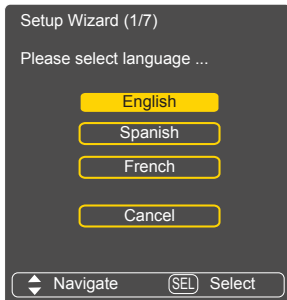 Setup Wizard (1/7)
Please select language ...
English
Spanish
French
Cancel
Navigate SEL Select